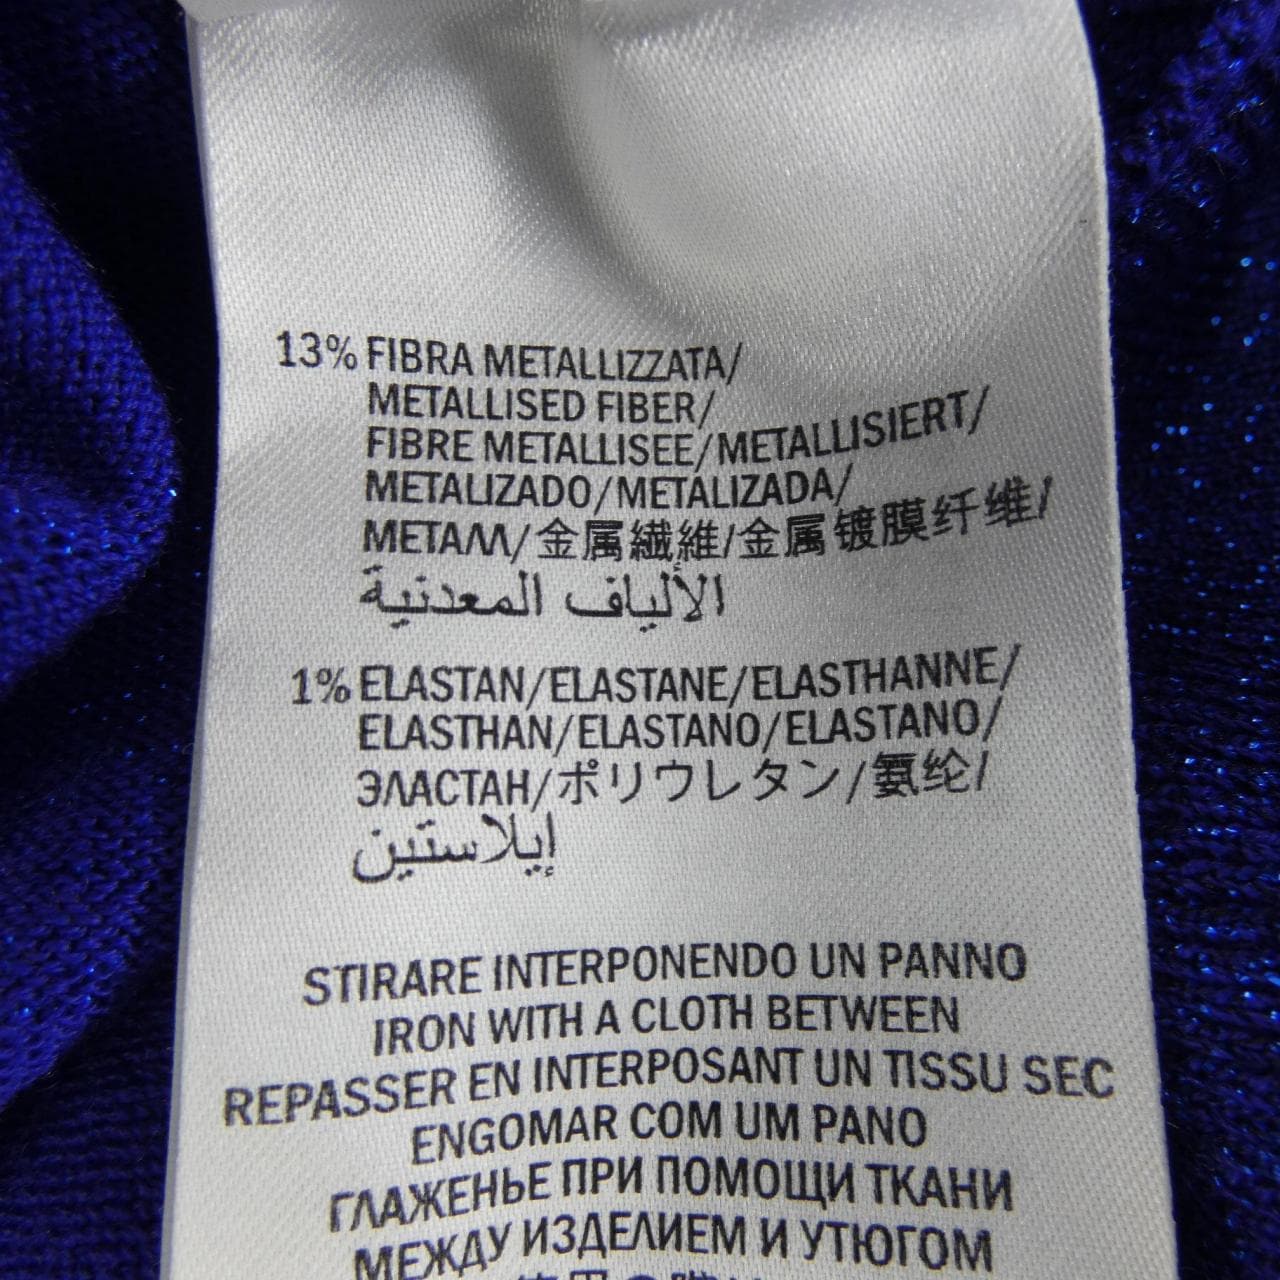 13% FIBRA METALLIZZATA/
METALLISED FIBER/
FIBRE METALLISEE/METALLISIERT/
METALIZADO/METALIZADA/
МЕТАЛЛ/金属繊維/金属镀膜纤维/
الألياف المعدنية
1% ELASTAN/ELASTANE/ELASTHANNE/
ELASTHAN/ELASTANO/ELASTANO/
ЭЛАСТАН/ポリウレタン/氨纶/
إيلاستين
STIRARE INTERPONENDO UN PANNO
IRON WITH A CLOTH BETWEEN
REPASSER EN INTERPOSANT UN TISSU SEC
ENGOMAR COM UM PANO
ГЛАЖЕНЬЕ ПРИ ПОМОЩИ ТКАНИ
МЕЖДУ ИЗДЕЛИЕМ И УТЮГОМ